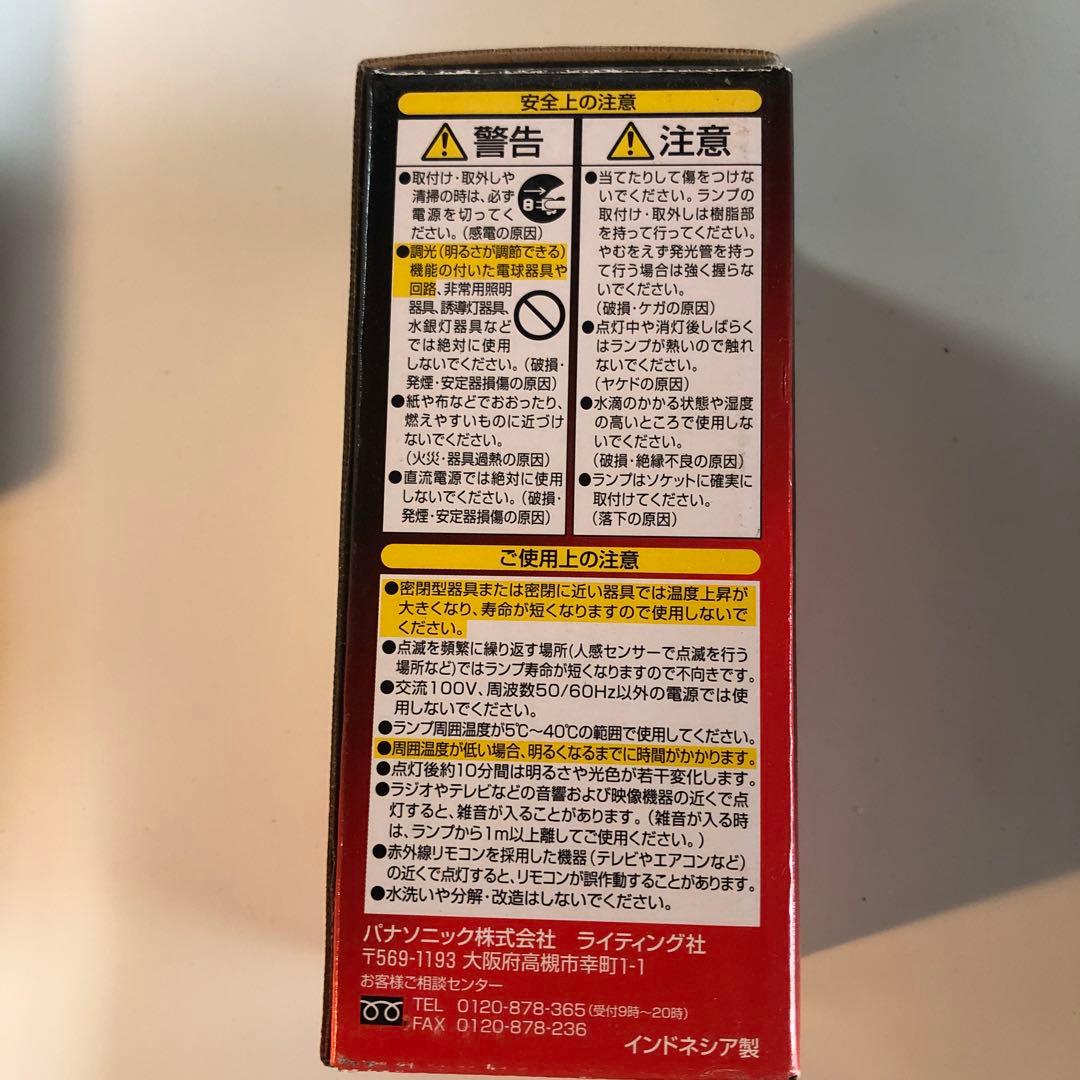 安全上の注意
警告
●取付け・取外しや
清掃の時は、必ず
電源を切ってく
ださい。(感電の原因)
●調光(明るさが調節できる)
機能の付いた電球器具や
回路、非常用照明
器具、誘導灯器具、
水銀灯器具など
では絶対に使用
しないでください。(破損・
発煙・安定器損傷の原因)
●紙や布などでおおったり、
燃えやすいものに近づけ
ないでください。
(火災・器具過熱の原因)
●直流電源では絶対に使用
しないでください。(破損・
発煙・安定器損傷の原因)
注意
●当てたりして傷をつけな
いでください。ランプの
取付け・取外しは樹脂部
を持って行ってください。
やむをえず発光管を持っ
て行う場合は強く握らな
いでください。
(破損・ケガの原因)
●点灯中や消灯後しばらく
はランプが熱いので触れ
ないでください。
(ヤケドの原因)
●水滴のかかる状態や湿度
の高いところで使用しな
いでください。
(破損・絶縁不良の原因)
●ランプはソケットに確実に
取付けてください。
(落下の原因)
ご使用上の注意
●密閉型器具または密閉に近い器具では温度上昇が
大きくなり、寿命が短くなりますので使用しないで
ください。
●点滅を頻繁に繰り返す場所(人感センサーで点滅を行う
場所など)ではランプ寿命が短くなりますので不向きです。
●交流100V、周波数50/60Hz以外の電源では使
用しないでください。
●ランプ周囲温度が5℃〜40℃の範囲で使用してください。
●周囲温度が低い場合、明るくなるまでに時間がかかります。
●点灯後約10分間は明るさや光色が若干変化します。
●ラジオやテレビなどの音響および映像機器の近くで点
灯すると、雑音が入ることがあります。(雑音が入る時
は、ランプから1m以上離してご使用ください。)
●赤外線リモコンを採用した機器(テレビやエアコンなど)
の近くで点灯すると、リモコンが誤作動することがあります。
●水洗いや分解・改造はしないでください。
パナソニック株式会社 ライティング社
〒569-1193 大阪府高槻市幸町1-1
お客様ご相談センター
TEL 0120-878-365(受付9時〜20時)
FAX 0120-878-236
インドネシア製